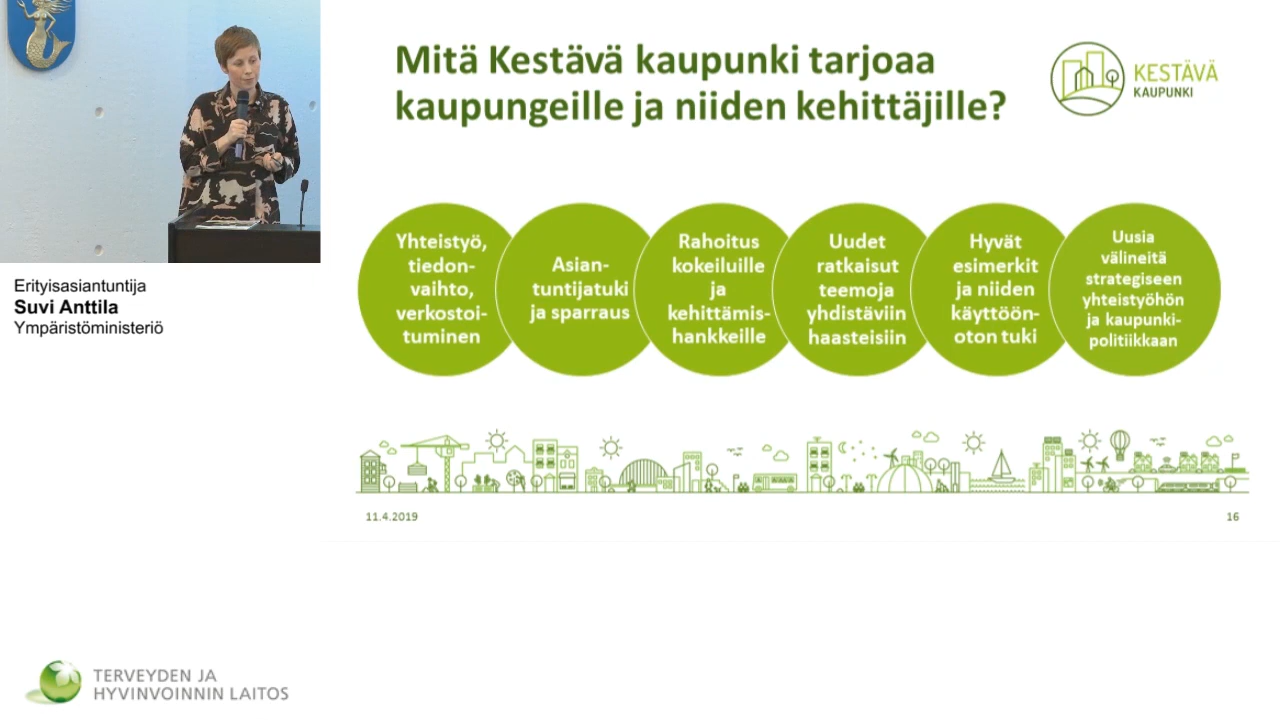 Erityisasiantuntija
Suvi Anttila
Ympäristöministeriö
Mitä Kestävä kaupunki tarjoaa
kaupungeille ja niiden kehittäjille?
KESTÄVÄ
KAUPUNKI
Yhteistyö,
tiedon-
vaihto,
verkostoi-
tuminen
Asian-
tuntijatuki
ja sparraus
Rahoitus
kokeiluille
ja
kehittämis-
hankkeille
Uudet
ratkaisut
teemoja
yhdistäviin
haasteisiin
Hyvät
esimerkit
ja niiden
käyttöön-
oton tuki
Uusia
välineitä
strategiseen
yhteistyöhön
ja kaupunki-
politiikkaan
11.4.2019
16
TERVEYDEN JA
HYVINVOINNIN LAITOS